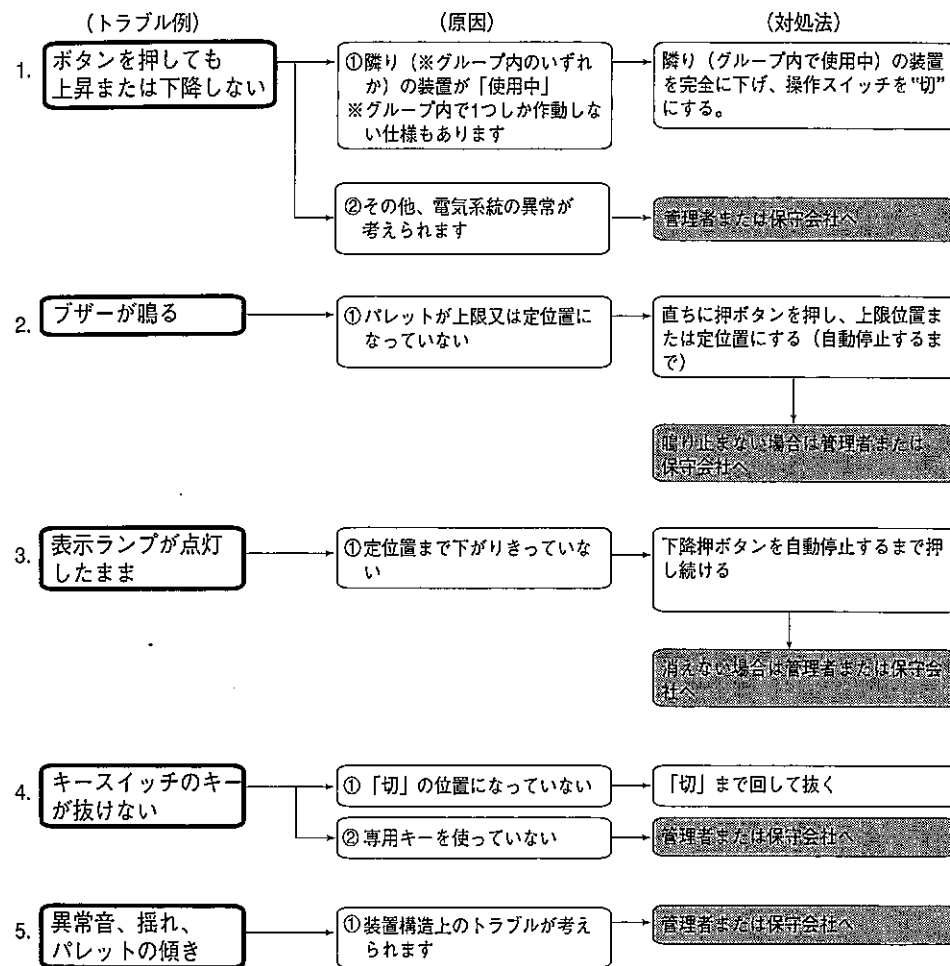 （トラブル例）
（原因）
（対処法）
1.
ボタンを押しても
上昇または下降しない
①隣り（※グループ内のいずれ
か）の装置が「使用中」
※グループ内で1つしか作動しな
い仕様もあります
隣り（グループ内で使用中）の装置
を完全に下げ、操作スイッチを"切"
にする。
②その他、電気系統の異常が
考えられます
管理者または保守会社へ
2.
ブザーが鳴る
①パレットが上限又は定位置に
なっていない
直ちに押ボタンを押し、上限位置ま
たは定位置にする（自動停止するま
で）
鳴り止まない場合は管理者または、
保守会社へ
3.
表示ランプが点灯
したまま
①定位置まで下がりきっていな
い
下降押ボタンを自動停止するまで押
し続ける
消えない場合は管理者または保守会
社へ
4.
キースイッチのキー
が抜けない
①「切」の位置になっていない
「切」まで回して抜く
②専用キーを使っていない
管理者または保守会社へ
5.
異常音、揺れ、
パレットの傾き
①装置構造上のトラブルが考え
られます
管理者または保守会社へ